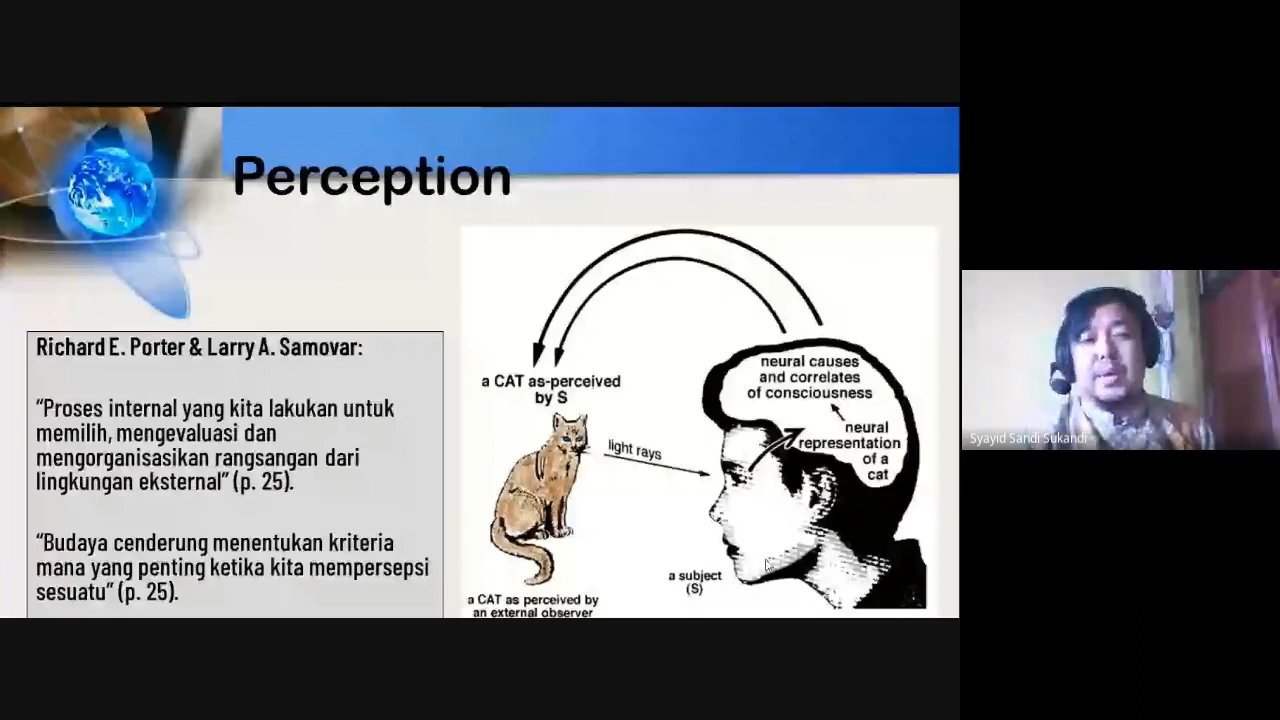 Perception
Richard E. Porter & Larry A. Samovar:
“Proses internal yang kita lakukan untuk
memilih, mengevaluasi dan
mengorganisasikan rangsangan dari
lingkungan eksternal” (p. 25).
“Budaya cenderung menentukan kriteria
mana yang penting ketika kita mempersepsi
sesuatu” (p. 25).
neural causes
and correlates
of consciousness
neural
representation
of a
cat
a CAT as-perceived
by S
light rays
a subject
(S)
a CAT as perceived by
an external observer
Syayid Sandi Sukandi